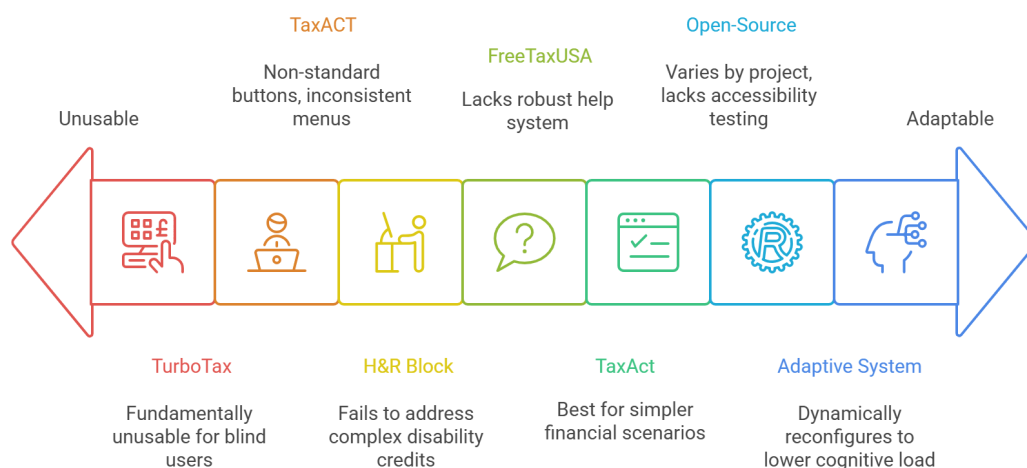 TaxACT
Non-standard
buttons, inconsistent
menus
FreeTaxUSA
Lacks robust help
system
Open-Source
Varies by project,
lacks accessibility
testing
Unusable
Adaptable
£
?
R
TurboTax
Fundamentally
unusable for blind
users
H&R Block
Fails to address
complex disability
credits
TaxAct
Best for simpler
financial scenarios
Adaptive System
Dynamically
reconfigures to
lower cognitive load